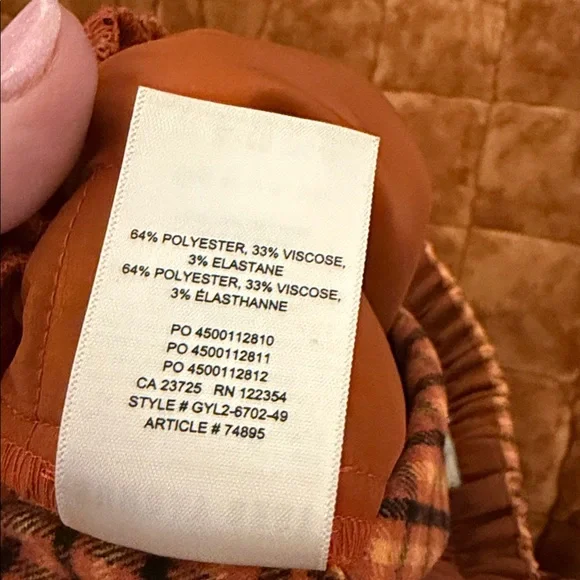 64% POLYESTER, 33% VISCOSE,
3% ELASTANE
64% POLYESTER, 33% VISCOSE,
3% ÉLASTHANNE
PO 4500112810
PO 4500112811
PO 4500112812
CA 23725 RN 122354
STYLE # GYL2-6702-49
ARTICLE # 74895